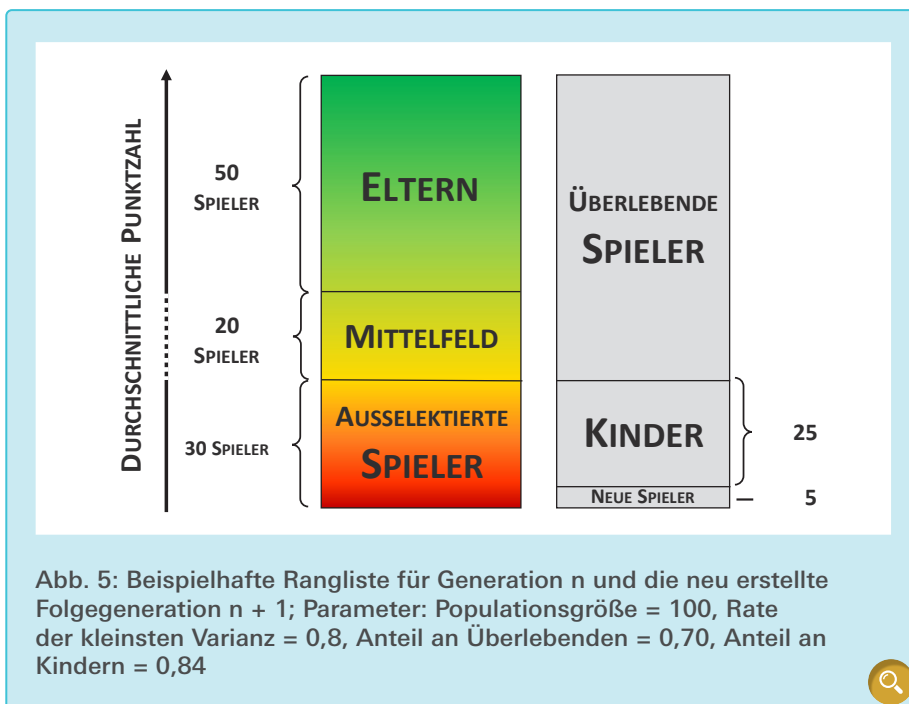 DURCHSCHNITTLICHE PUNKTZAHL
50
SPIELER
20
SPIELER
30 SPIELER
ELTERN
MITTELFELD
AUSSELEKTIERTE
SPIELER
ÜBERLEBENDE
SPIELER
KINDER
25
NEUE SPIELER
5
Abb. 5: Beispielhafte Rangliste für Generation n und die neu erstellte
Folgegeneration n + 1; Parameter: Populationsgröße = 100, Rate
der kleinsten Varianz = 0,8, Anteil an Überlebenden = 0,70, Anteil an
Kindern = 0,84